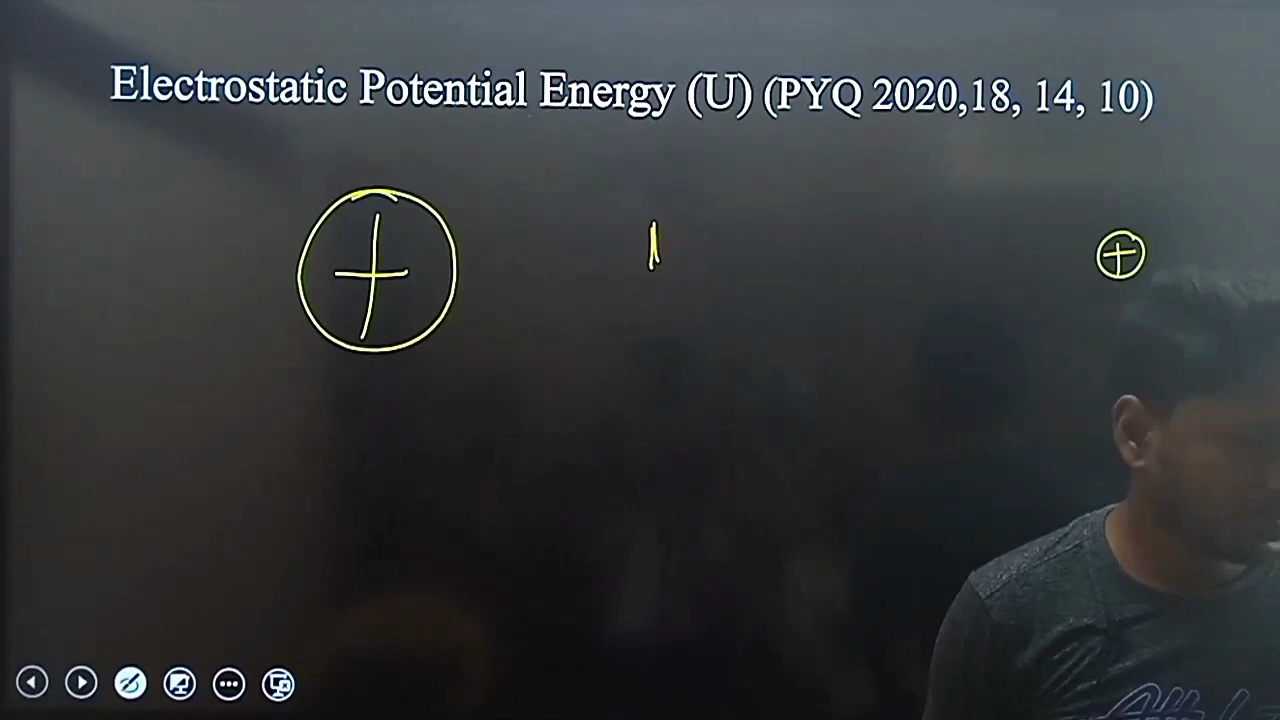 Electrostatic Potential Energy (U) (PYQ 2020,18, 14, 10)
+
+